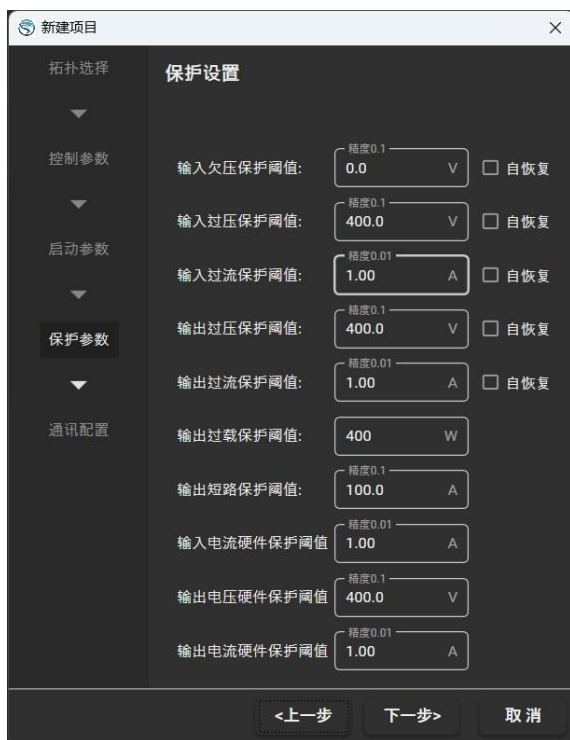 新建项目
拓扑选择
控制参数
启动参数
保护参数
通讯配置
保护设置
输入欠压保护阈值: 精度0.1 0.0 V 自恢复
输入过压保护阈值: 精度0.1 400.0 V 自恢复
输入过流保护阈值: 精度0.01 1.00 A 自恢复
输出过压保护阈值: 精度0.1 400.0 V 自恢复
输出过流保护阈值: 精度0.01 1.00 A 自恢复
输出过载保护阈值: 400 W
输出短路保护阈值: 精度0.1 100.0 A
输入电流硬件保护阈值 精度0.01 1.00 A
输出电压硬件保护阈值 精度0.1 400.0 V
输出电流硬件保护阈值 精度0.01 1.00 A
<上一步 下一步> 取消